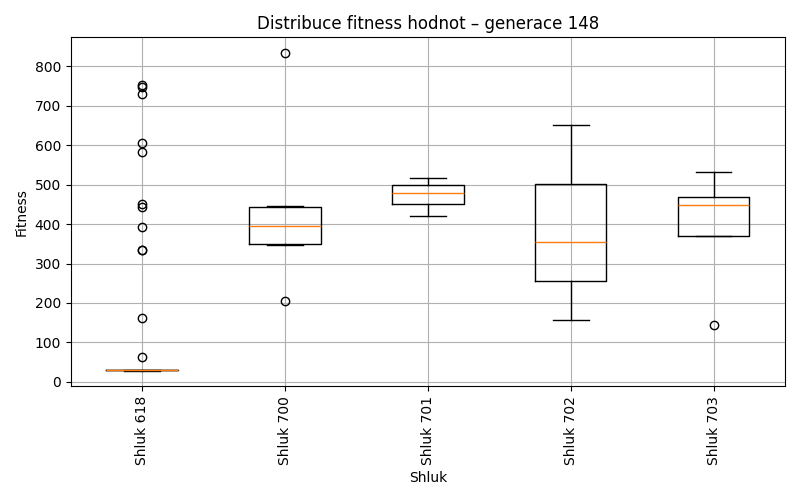 Distribuce fitness hodnot – generace 148
Fitness
800
700
600
500
400
300
200
100
0
Shluk 618
Shluk 700
Shluk 701
Shluk 702
Shluk 703
Shluk